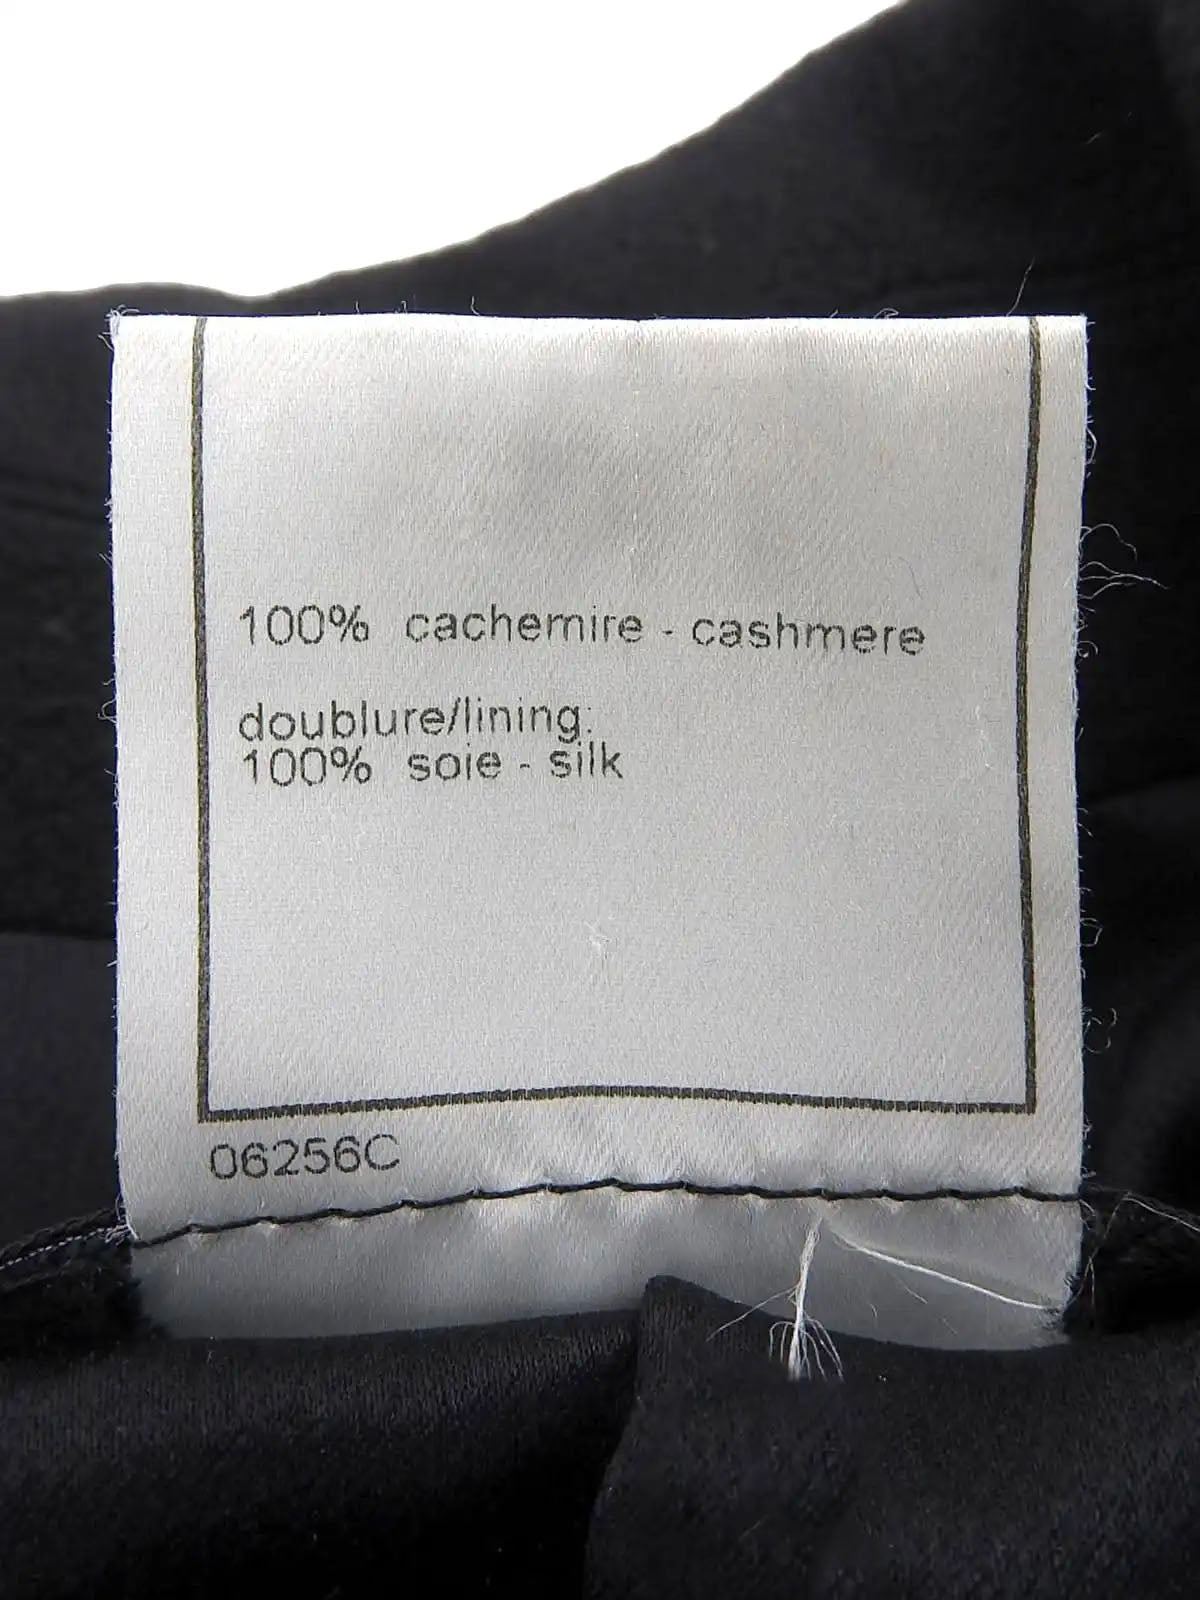 100% cachemire - cashmere
doublure/lining:
100% soie - silk
06256C